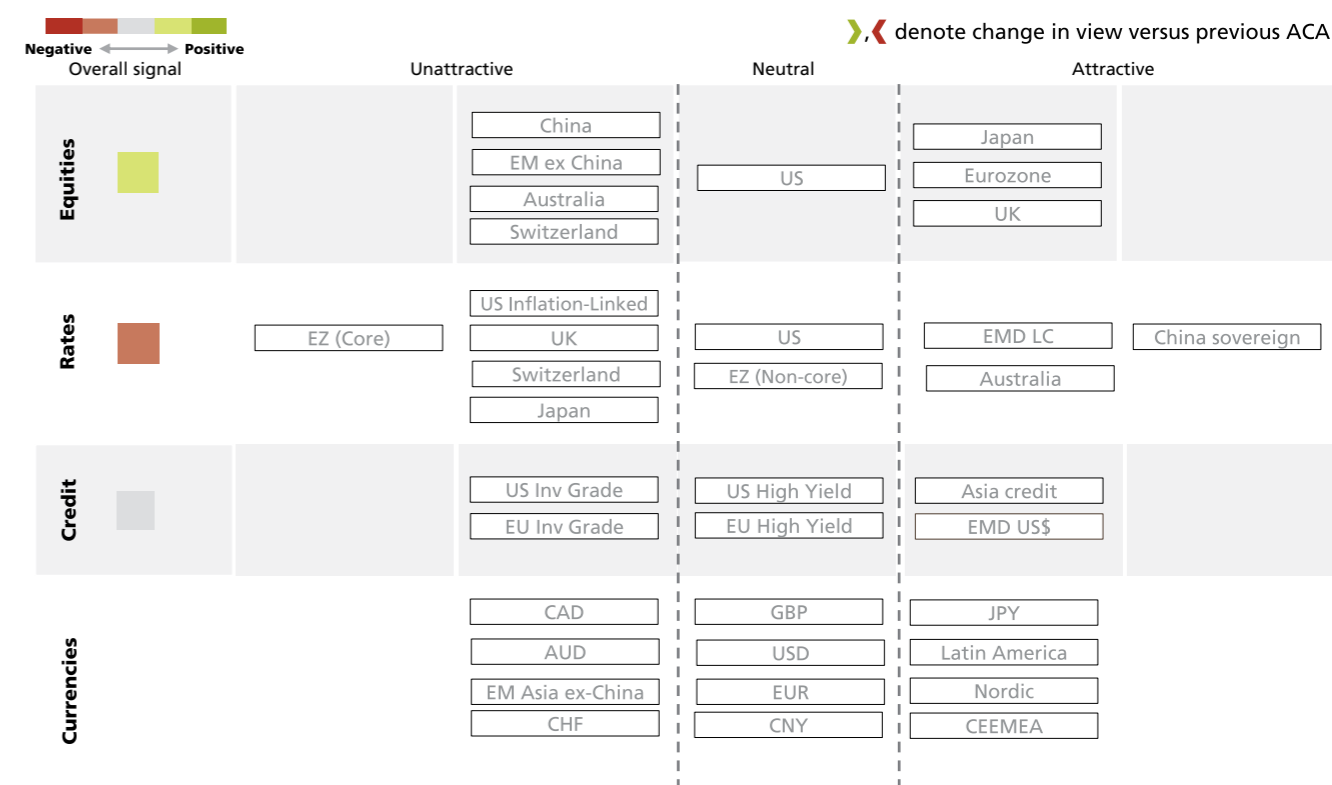 ❯,❮ denote change in view versus previous ACA
Negative Positive
Overall signal Unattractive Neutral Attractive
Equities
China
EM ex China
Australia
Switzerland
US
Japan
Eurozone
UK
Rates
EZ (Core)
US Inflation-Linked
UK
Switzerland
Japan
US
EZ (Non-core)
EMD LC
Australia
China sovereign
Credit
US Inv Grade
EU Inv Grade
US High Yield
EU High Yield
Asia credit
EMD US$
Currencies
CAD
AUD
EM Asia ex-China
CHF
GBP
USD
EUR
CNY
JPY
Latin America
Nordic
CEEMEA